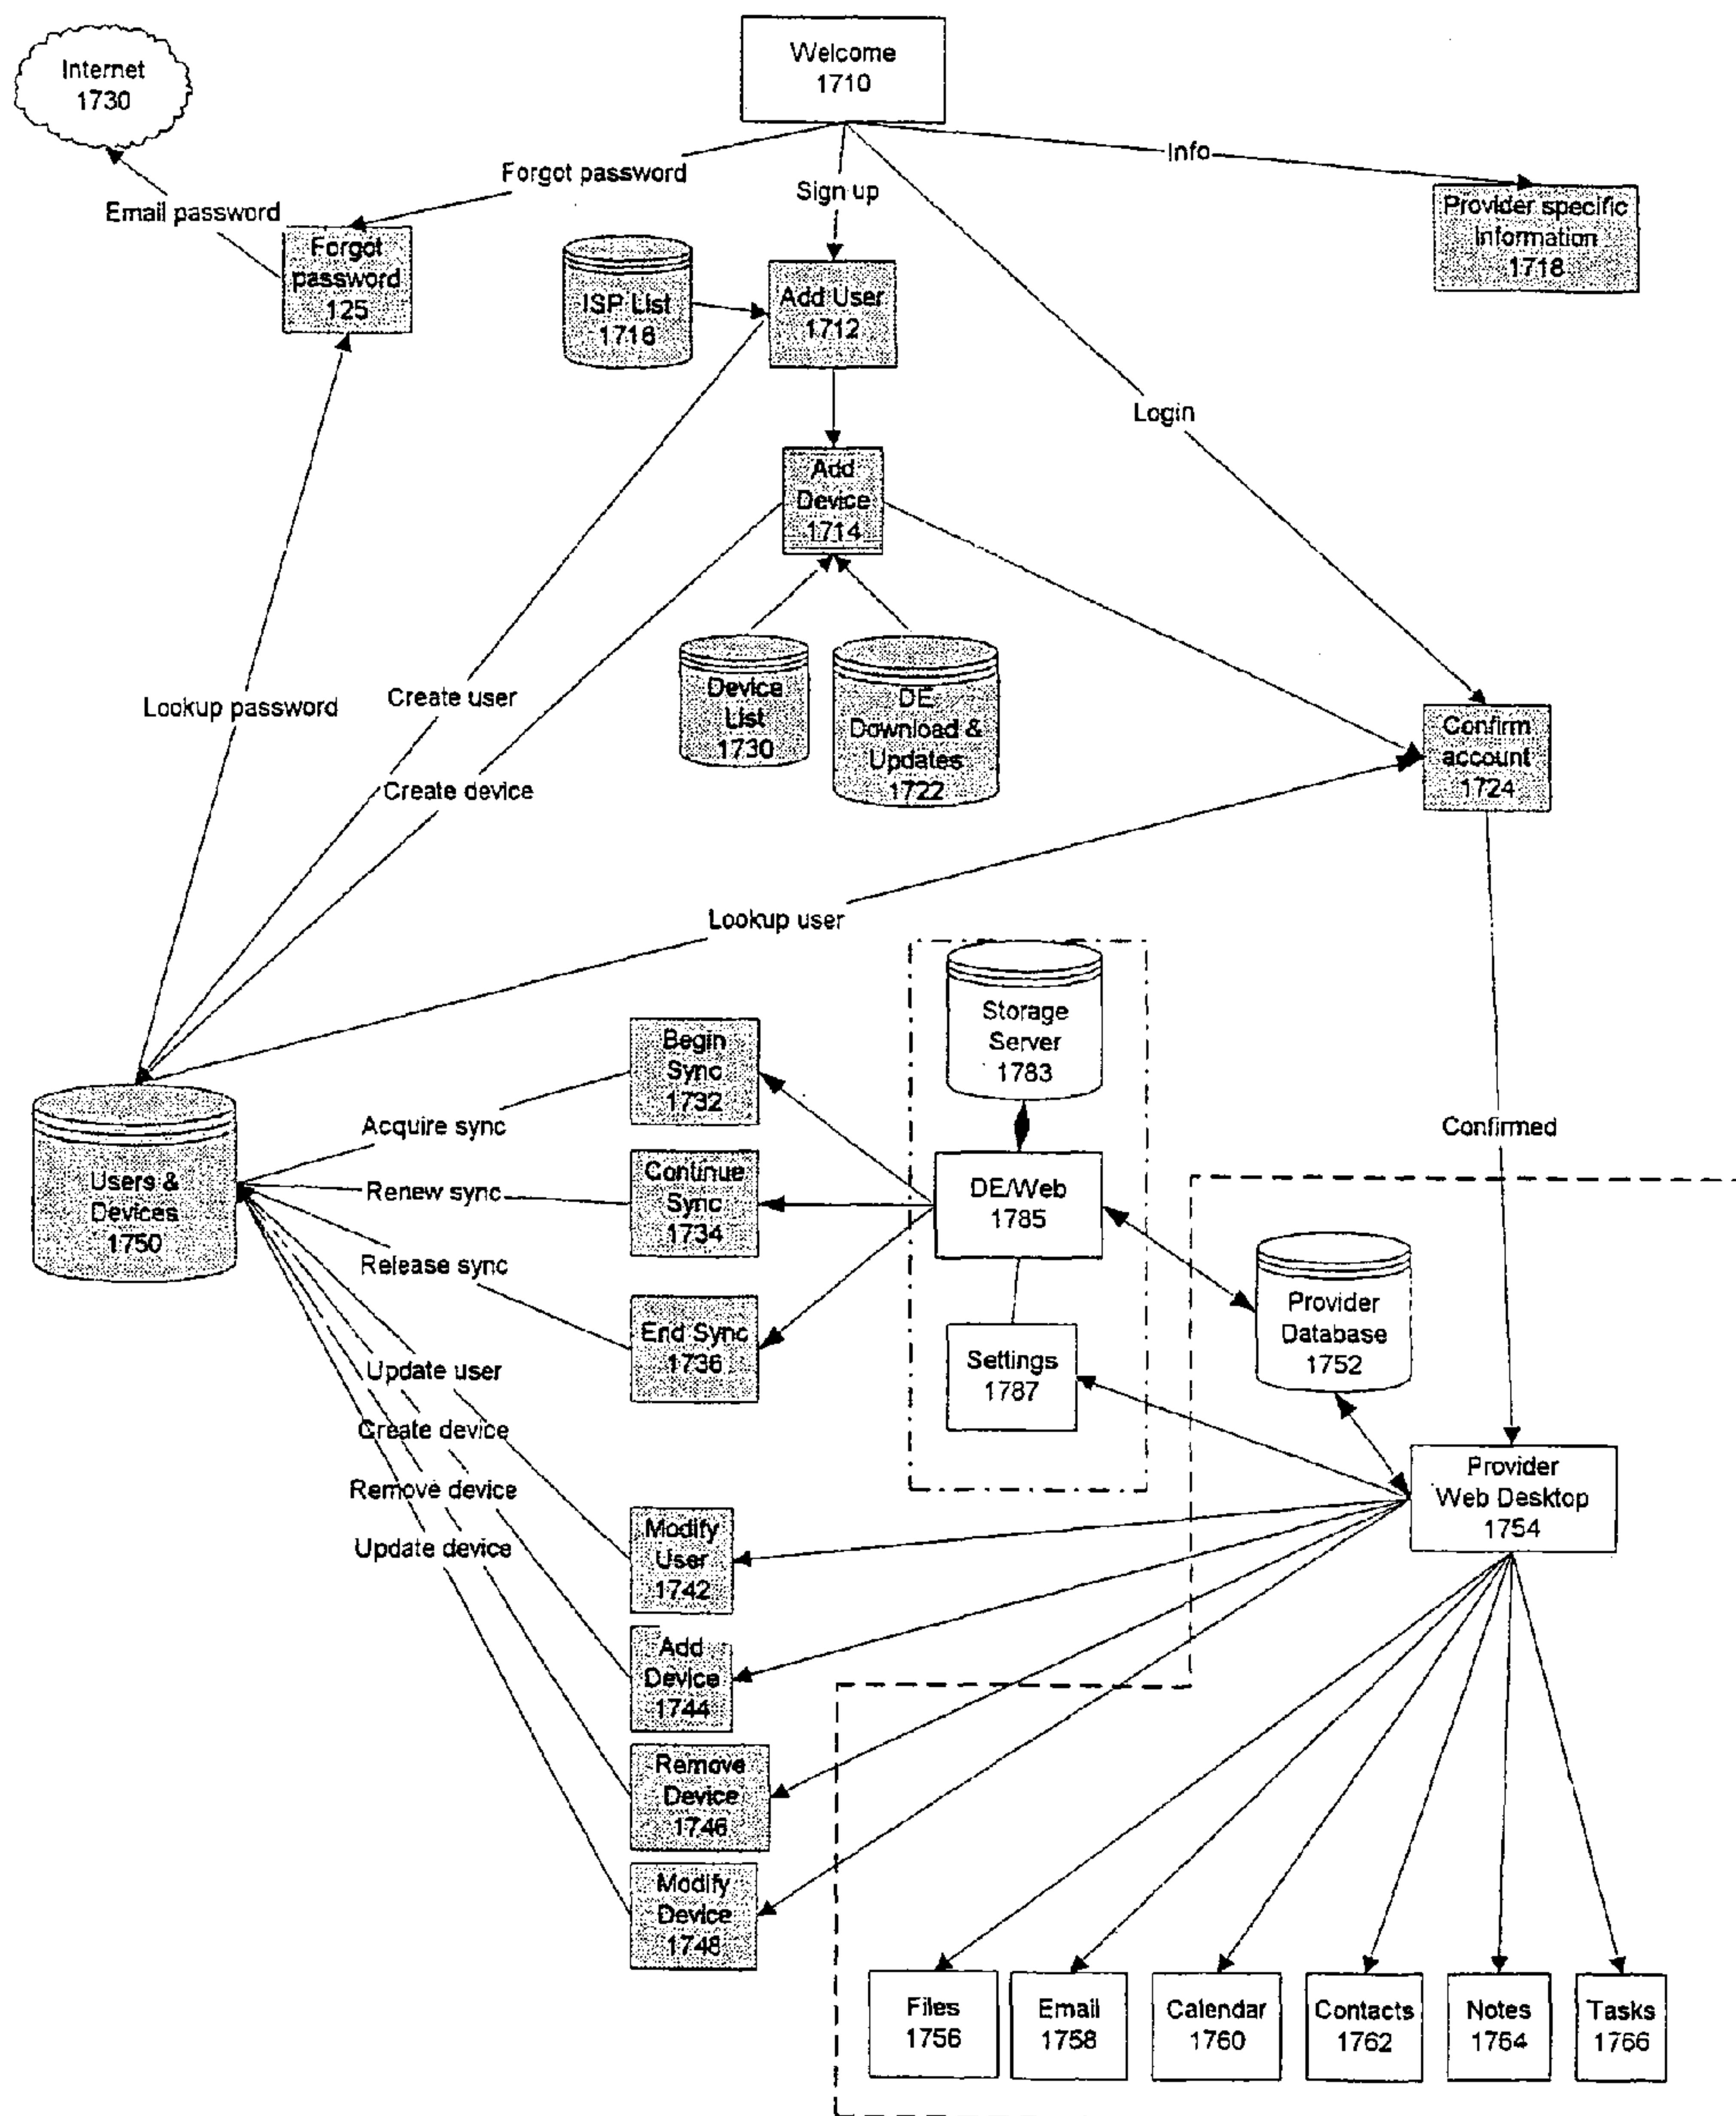 Welcome
1710
Internet
1730
Forgot password
Sign up
Info
Email password
Forgot
password
125
ISP List
1716
Add User
1712
Provider specific
Information
1718
Login
Add
Device
1714
Device
List
1730
DE
Download &
Updates
1722
Lookup password
Create user
Create device
Confirm
account
1724
Lookup user
Storage
Server
1783
Begin
Sync
1732
Acquire sync
Users &
Devices
1750
Renew sync
Continue
Sync
1734
DE/Web
1785
Confirmed
Release sync
End Sync
1736
Settings
1787
Provider
Database
1752
Update user
Create device
Remove device
Update device
Provider
Web Desktop
1754
Modify
User
1742
Add
Device
1744
Remove
Device
1746
Modify
Device
1748
Files
1756
Email
1758
Calendar
1760
Contacts
1762
Notes
1764
Tasks
1766